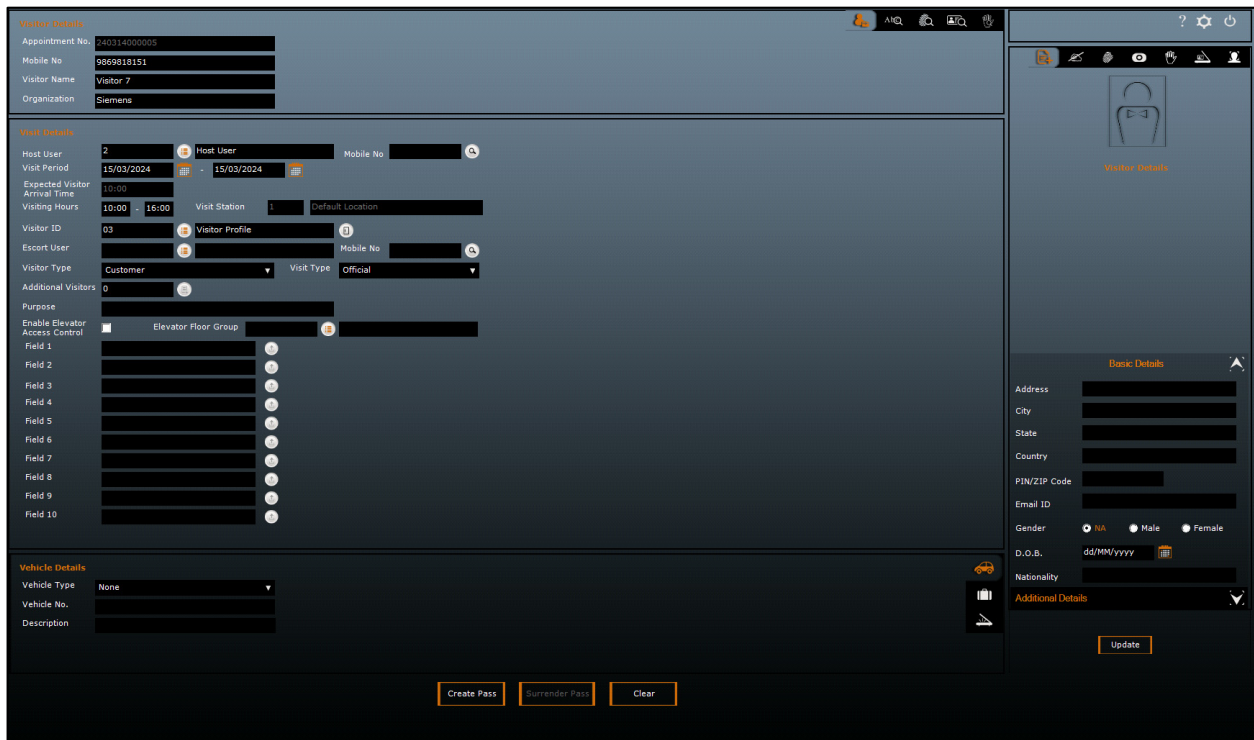 Visitor Details
Appointment No. 240314000005
Mobile No 9869818151
Visitor Name Visitor 7
Organization Siemens
Visit Details
Host User 2 Host User Mobile No
Visit Period 15/03/2024 - 15/03/2024
Expected Visitor
Arrival Time 10:00
Visiting Hours 10:00 - 16:00 Visit Station 1 Default Location
Visitor ID 03 Visitor Profile
Escort User Mobile No
Visitor Type Customer Visit Type Official
Additional Visitors 0
Purpose
Enable Elevator
Access Control Elevator Floor Group
Field 1
Field 2
Field 3
Field 4
Field 5
Field 6
Field 7
Field 8
Field 9
Field 10
Vehicle Details
Vehicle Type None
Vehicle No.
Description
Create Pass Surrender Pass Clear
?
Visitor Details
Basic Details
Address
City
State
Country
PIN/ZIP Code
Email ID
Gender NA Male Female
D.O.B. dd/MM/yyyy
Nationality
Additional Details
Update